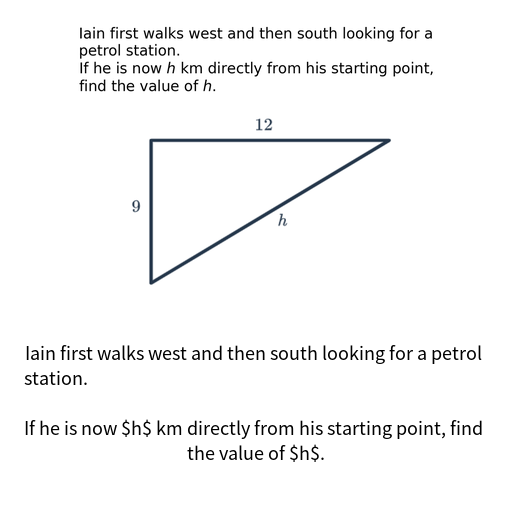 Iain first walks west and then south looking for a
petrol station.
If he is now h km directly from his starting point,
find the value of h.
12
9
h
Iain first walks west and then south looking for a petrol
station.
If he is now $h$ km directly from his starting point, find
the value of $h$.